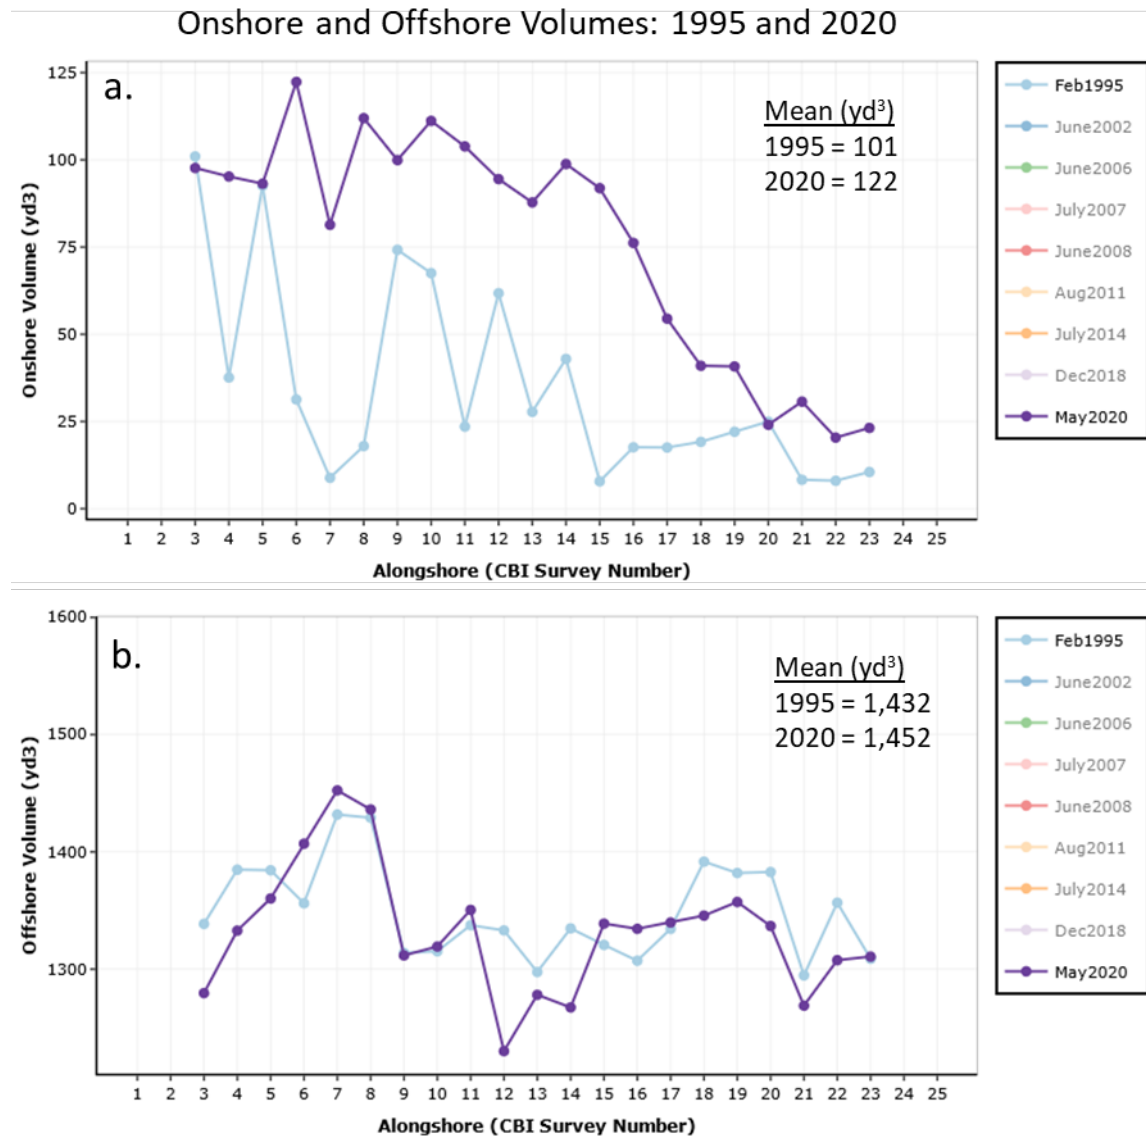 Onshore and Offshore Volumes: 1995 and 2020
a.
Mean (yd³)
1995 = 101
2020 = 122
125
100
75
50
25
0
Onshore Volume (yd3)
1 2 3 4 5 6 7 8 9 10 11 12 13 14 15 16 17 18 19 20 21 22 23 24 25
Alongshore (CBI Survey Number)
Feb1995
June2002
June2006
July2007
June2008
Aug2011
July2014
Dec2018
May2020
b.
Mean (yd³)
1995 = 1,432
2020 = 1,452
1600
1500
1400
1300
Offshore Volume (yd3)
1 2 3 4 5 6 7 8 9 10 11 12 13 14 15 16 17 18 19 20 21 22 23 24 25
Alongshore (CBI Survey Number)
Feb1995
June2002
June2006
July2007
June2008
Aug2011
July2014
Dec2018
May2020